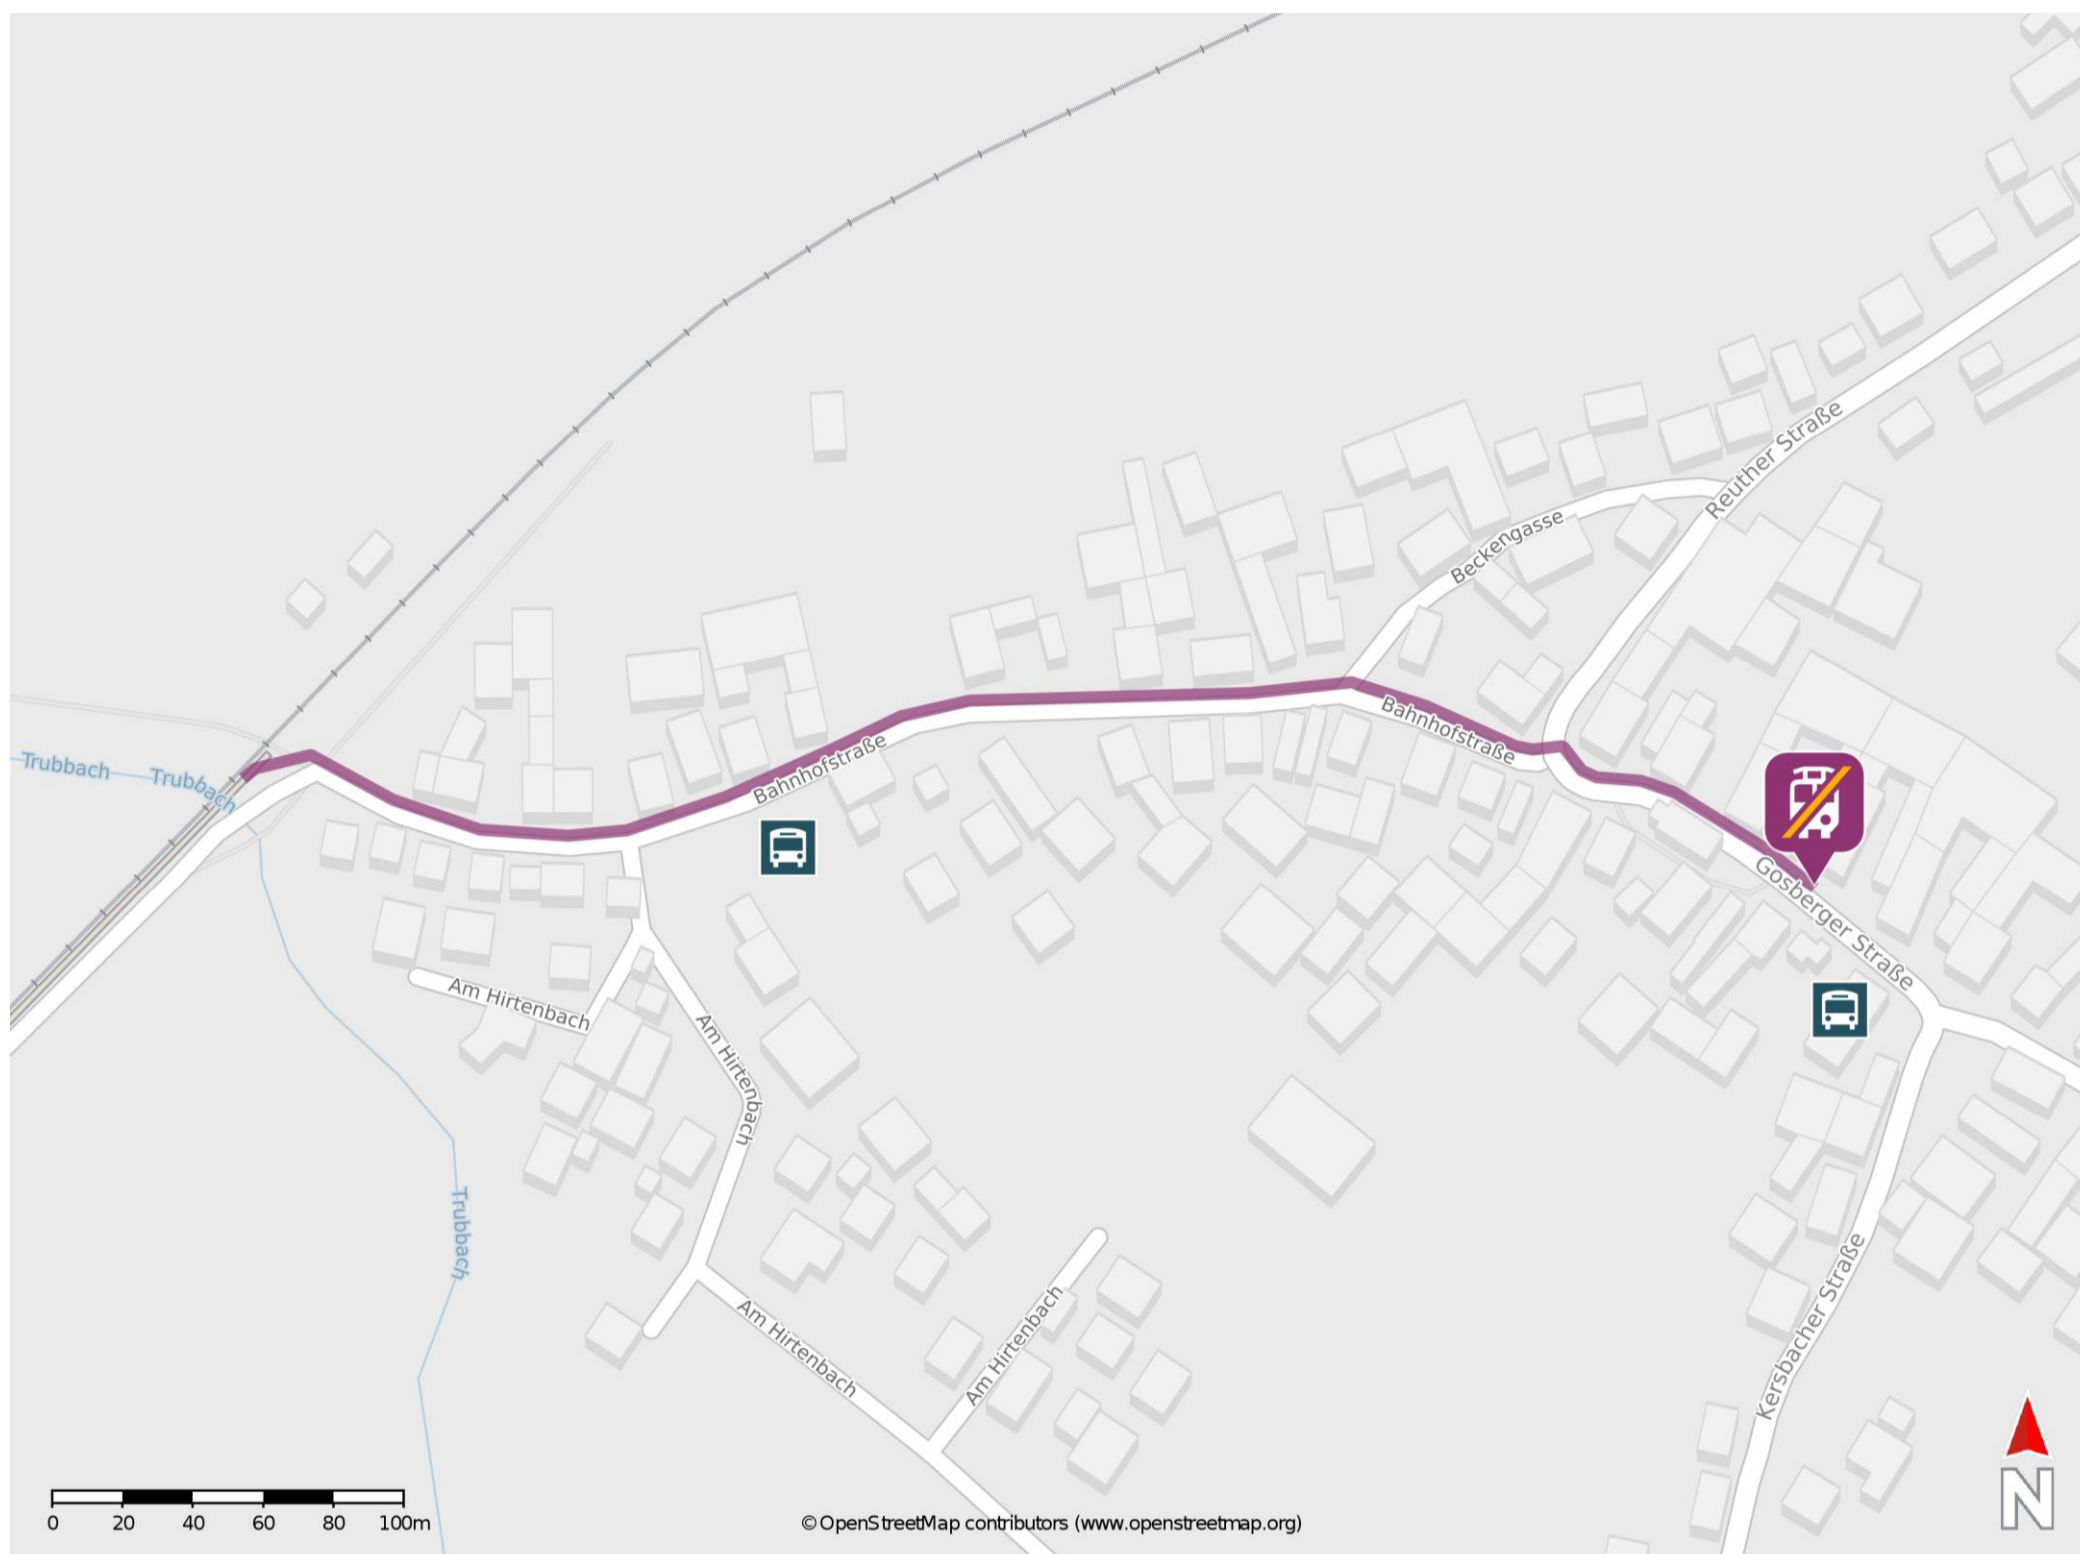 Reuther Straße
Beckengasse
Bahnhofstraße
Bahnhofstraße
Trubbach
Trubbach
Gosberger Straße
Am Hirtenbach
Am Hirtenbach
Trubbach
Kersbacher Straße
Am Hirtenbach
Am Hirtenbach
N
0 20 40 60 80 100m
©OpenStreetMap contributors (www.openstreetmap.org)